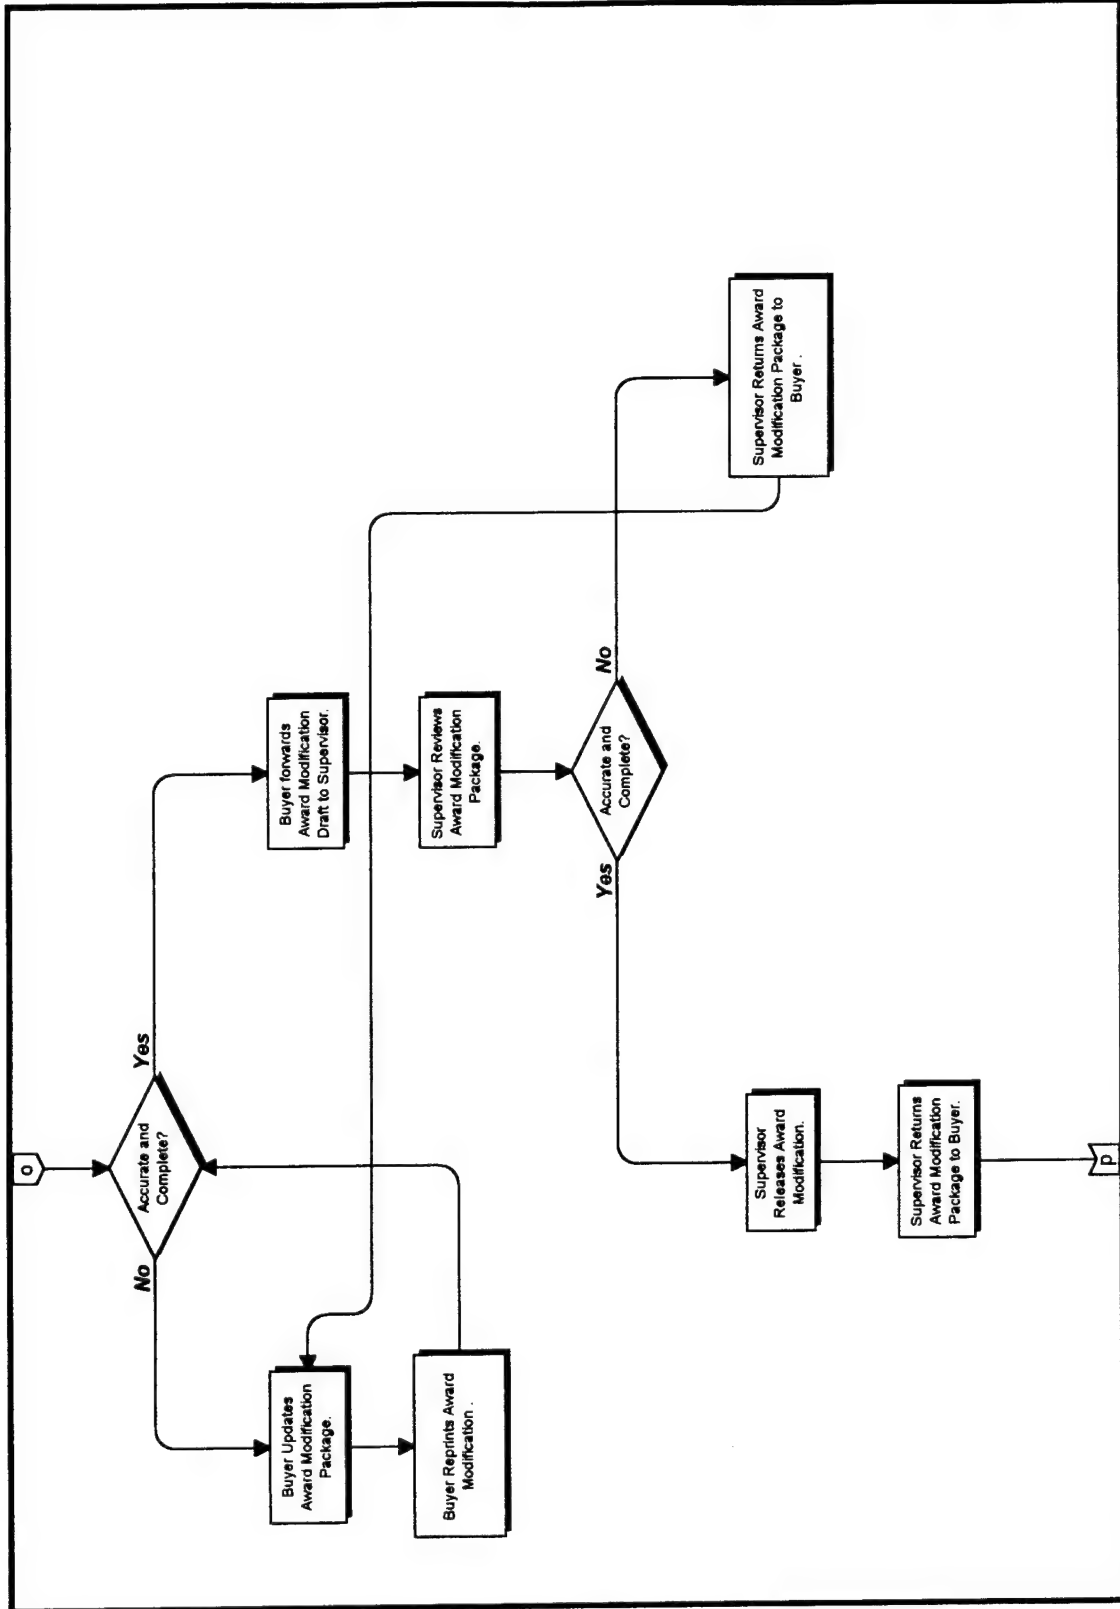 o
Accurate and
Complete?
No
Yes
Buyer Updates
Award Modification
Package.
Buyer forwards
Award Modification
Draft to Supervisor.
Buyer Reprints Award
Modification .
Supervisor Reviews
Award Modification
Package.
Accurate and
Complete?
Yes
No
Supervisor
Releases Award
Modification.
Supervisor Returns Award
Modification Package to
Buyer .
Supervisor Returns
Award Modification
Package to Buyer.
p